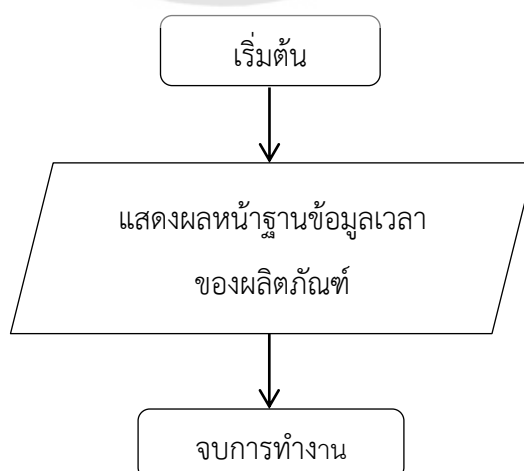 เริ่มต้น
แสดงผลหน้าฐานข้อมูลเวลา
ของผลิตภัณฑ์
จบการทำงาน